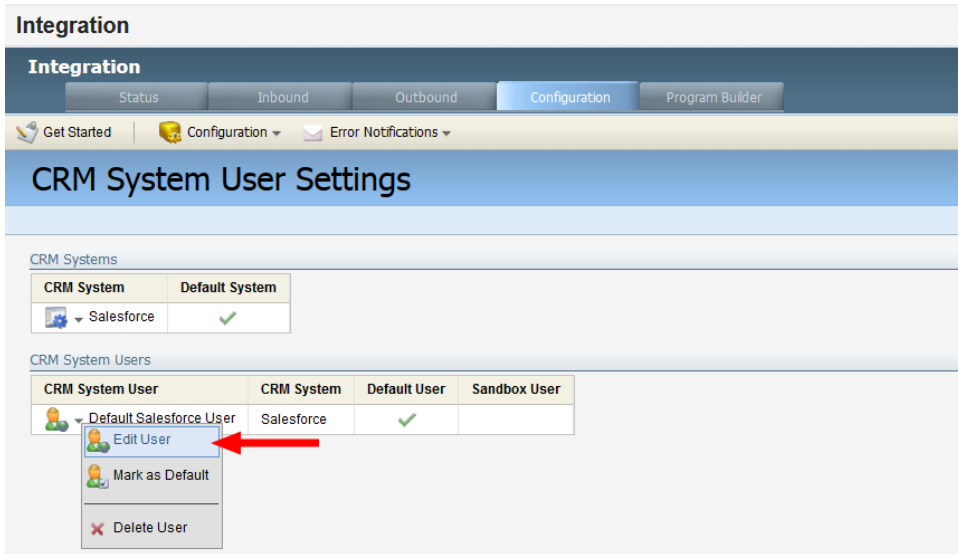 Integration
Integration
Status Inbound Outbound Configuration Program Builder
Get Started Configuration Error Notifications
CRM System User Settings
CRM Systems
CRM System Default System
Salesforce
CRM System Users
CRM System User CRM System Default User Sandbox User
Default Salesforce User Salesforce
Edit User
Mark as Default
Delete User